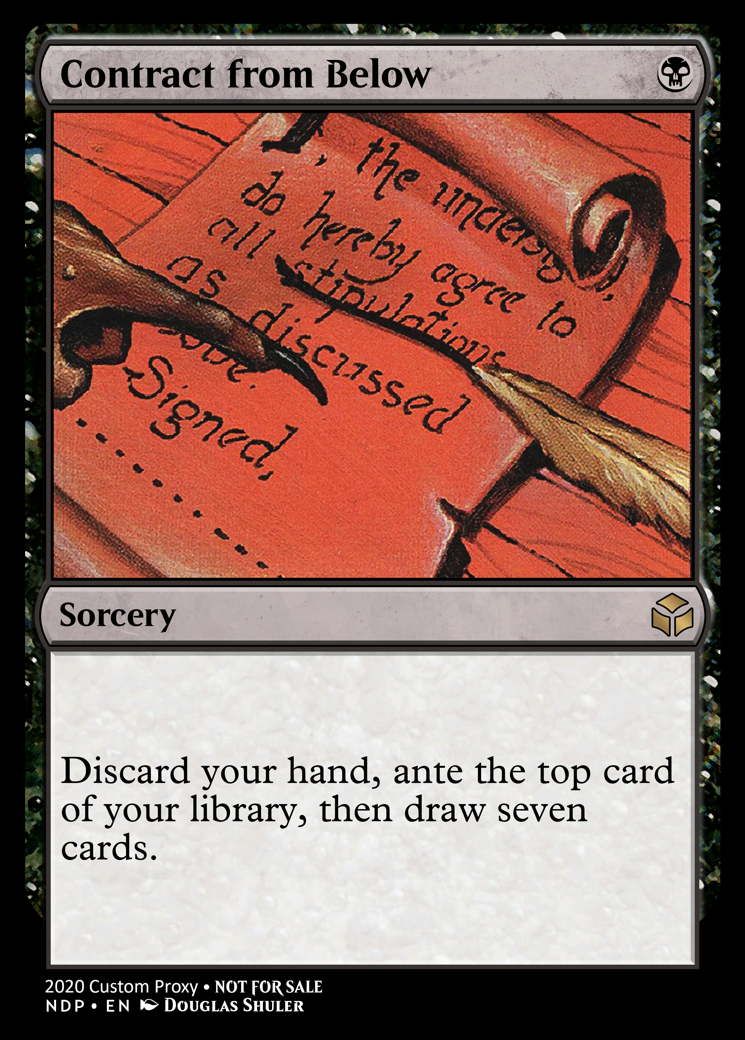 Contract from Below
I, the undersig
do hereby agree to
all stipulations
as discussed
Signed,
Sorcery
Discard your hand, ante the top card
of your library, then draw seven
cards.
2020 Custom Proxy • NOT FOR SALE
NDP • EN Douglas Shuler